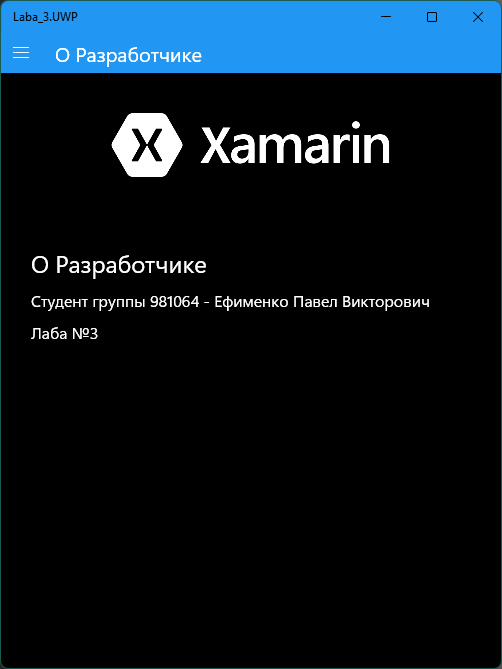 Laba_3.UWP
О Разработчике
Xamarin
О Разработчике
Студент группы 981064 - Ефименко Павел Викторович
Лаба №3